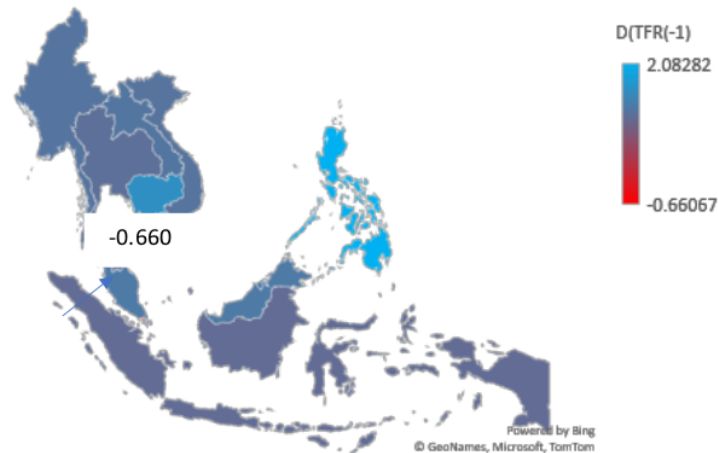 D(TFR(-1)
2.08282
-0.66067
-0.660
Powered by Bing
© GeoNames, Microsoft, TomTom